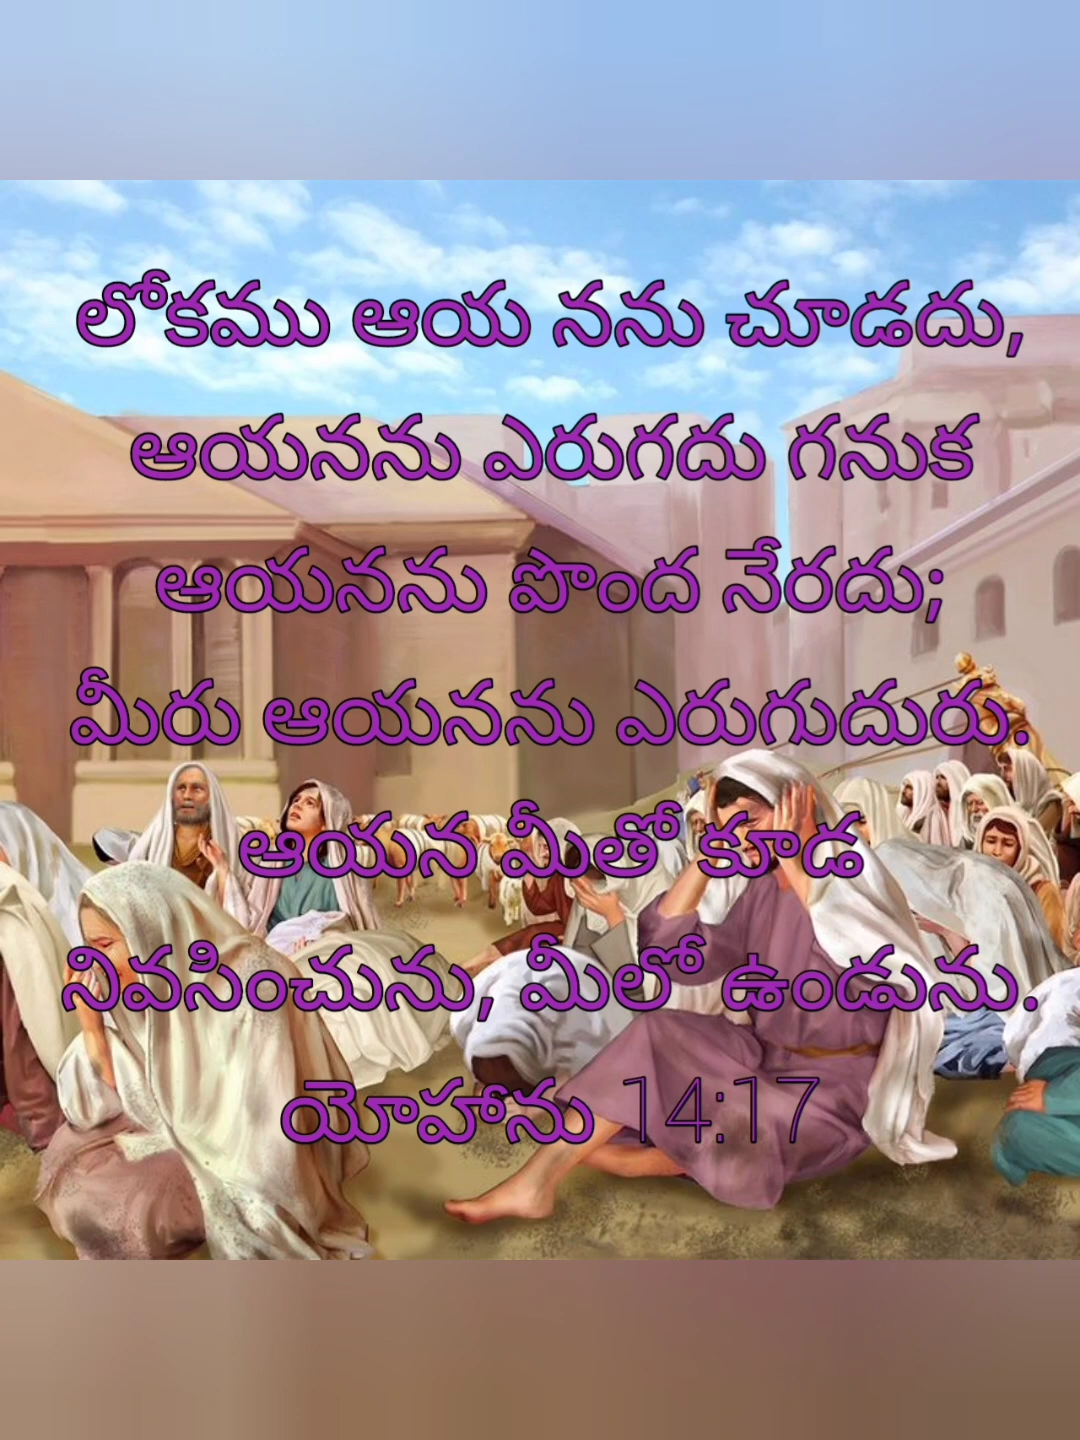 లోకము ఆయ నను చూడదు,
ఆయనను ఎరుగదు గనుక
ఆయనను పొంద నేరదు;
మీరు ఆయనను ఎరుగుదురు.
ఆయన మీతో కూడ
నివసించును, మీలో ఉండును.
యోహాను 14:17